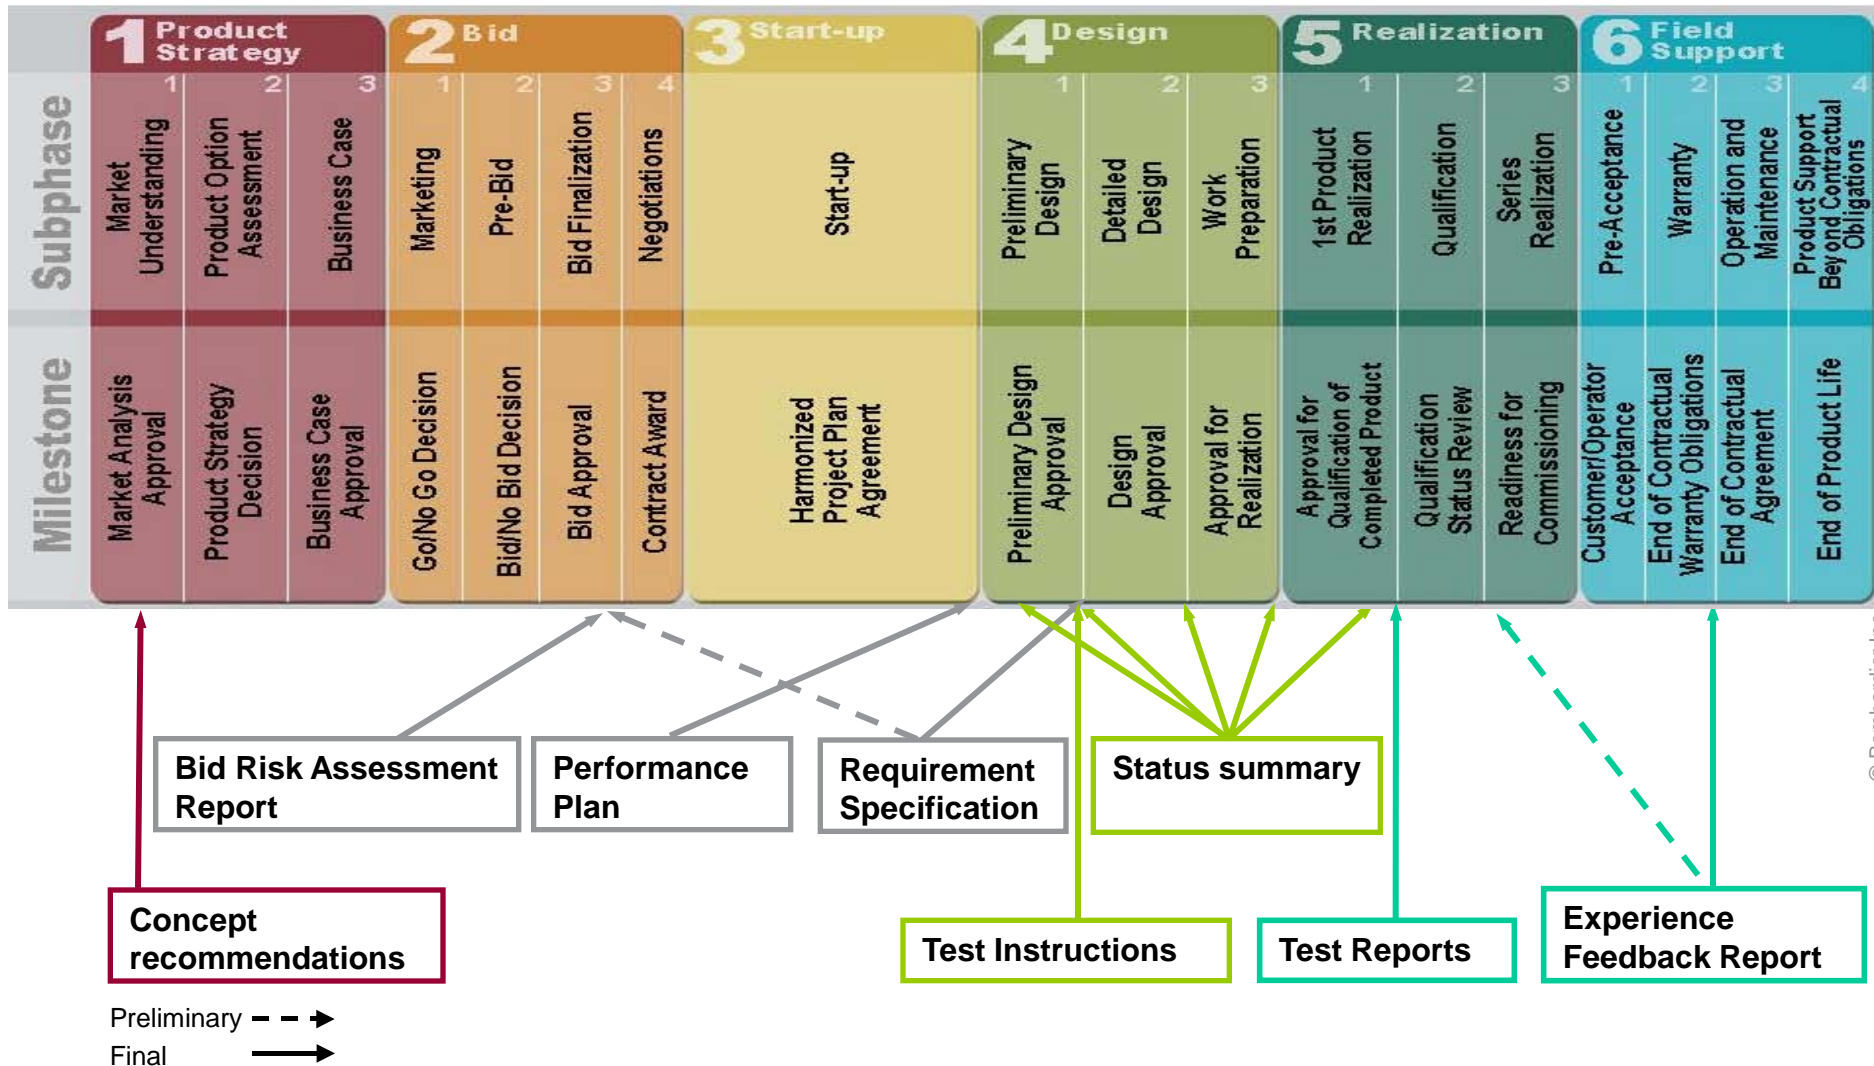 1 Product
Strategy
2 Bid
3 Start-up
4 Design
5 Realization
6 Field
Support
1
2
3
1
2
3
4
1
2
3
1
2
3
1
2
3
4
Subphase
Market
Understanding
Product Option
Assessment
Business Case
Marketing
Pre-Bid
Bid Finalization
Negotiations
Start-up
Preliminary
Design
Detailed
Design
Work
Preparation
1st Product
Realization
Qualification
Series
Realization
Pre-Acceptance
Warranty
Operation and
Maintenance
Product Support
Beyond Contractual
Obligations
Milestone
Market Analysis
Approval
Product Strategy
Decision
Business Case
Approval
Go/No Go Decision
Bid/No Bid Decision
Bid Approval
Contract Award
Harmonized
Project Plan
Agreement
Preliminary Design
Approval
Design
Approval
Approval for
Realization
Approval for
Qualification of
Completed Product
Qualification
Status Review
Readiness for
Commissioning
Customer/Operator
Acceptance
End of Contractual
Warranty Obligations
End of Contractual
Agreement
End of Product Life
Bid Risk Assessment
Report
Performance
Plan
Requirement
Specification
Status summary
Concept
recommendations
Test Instructions
Test Reports
Experience
Feedback Report
Preliminary
Final